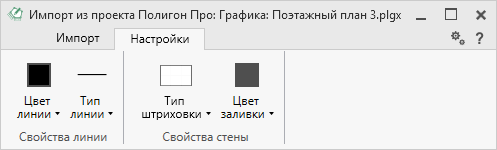 Импорт из проекта Полигон Про: Графика: Поэтажный план 3.plgx
Импорт Настройки
Цвет линии
Тип линии
Тип штриховки
Цвет заливки
Свойства линии
Свойства стены